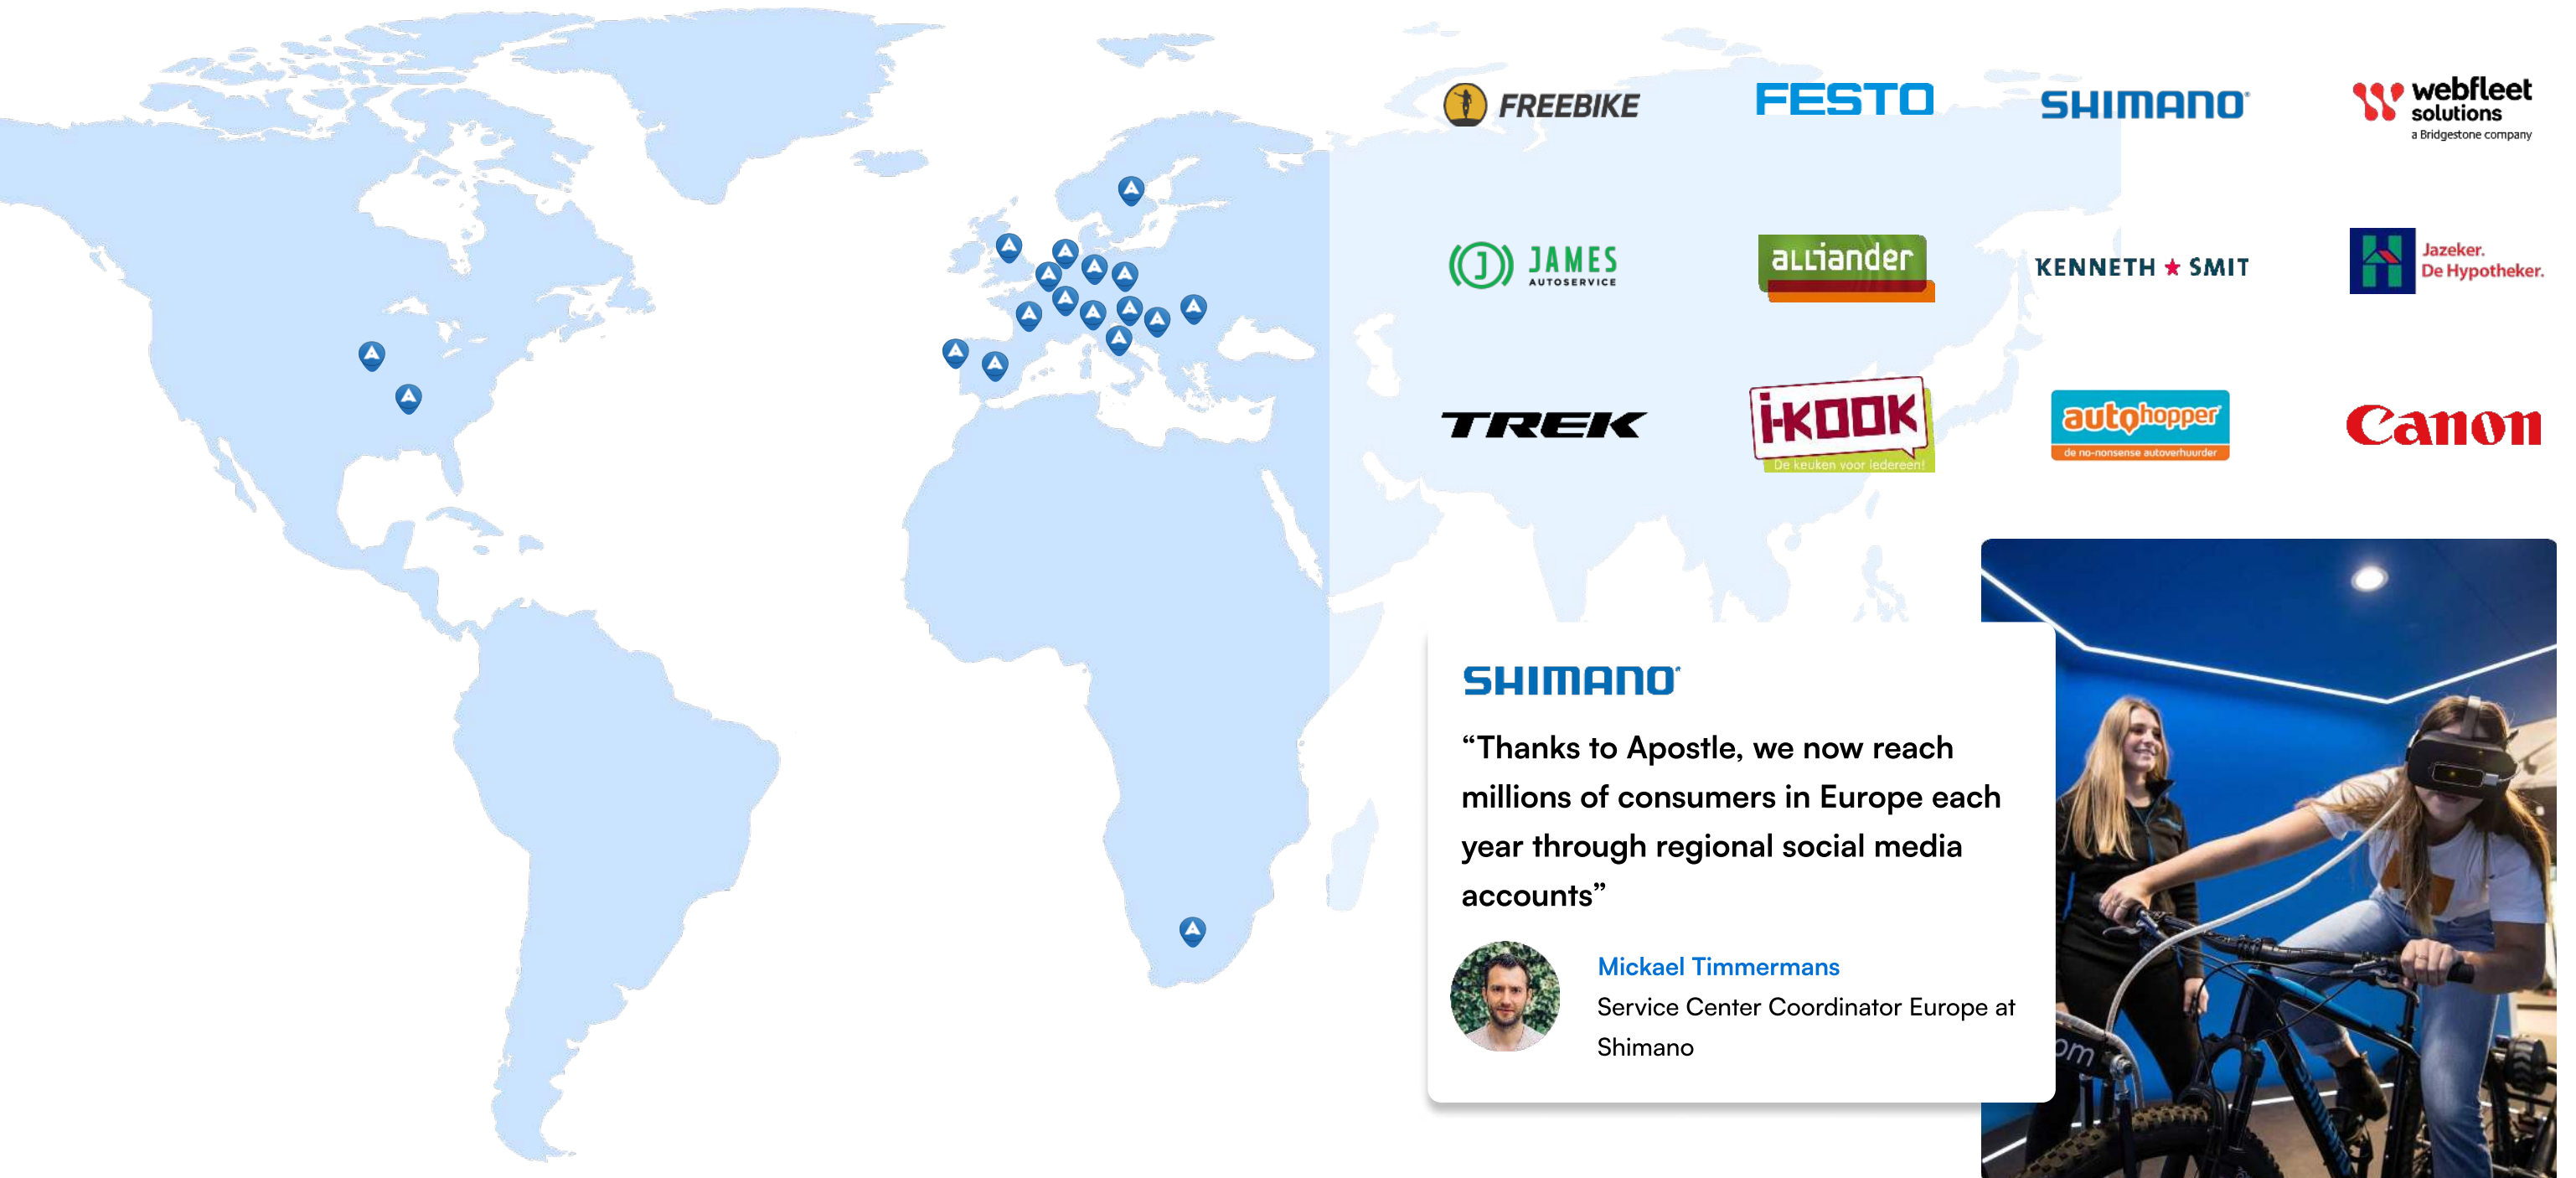 FREEBIKE
FESTO
SHIMANO
webfleet
solutions
a Bridgestone company
JAMES
AUTOSERVICE
alliander
KENNETH ★ SMIT
Jazeker.
De Hypotheker.
TREK
i-KOOK
De keuken voor iedereen!
autohopper
de no-nonsense autoverhuurder
Canon
SHIMANO
“Thanks to Apostle, we now reach
millions of consumers in Europe each
year through regional social media
accounts”
Mickael Timmermans
Service Center Coordinator Europe at
Shimano
om